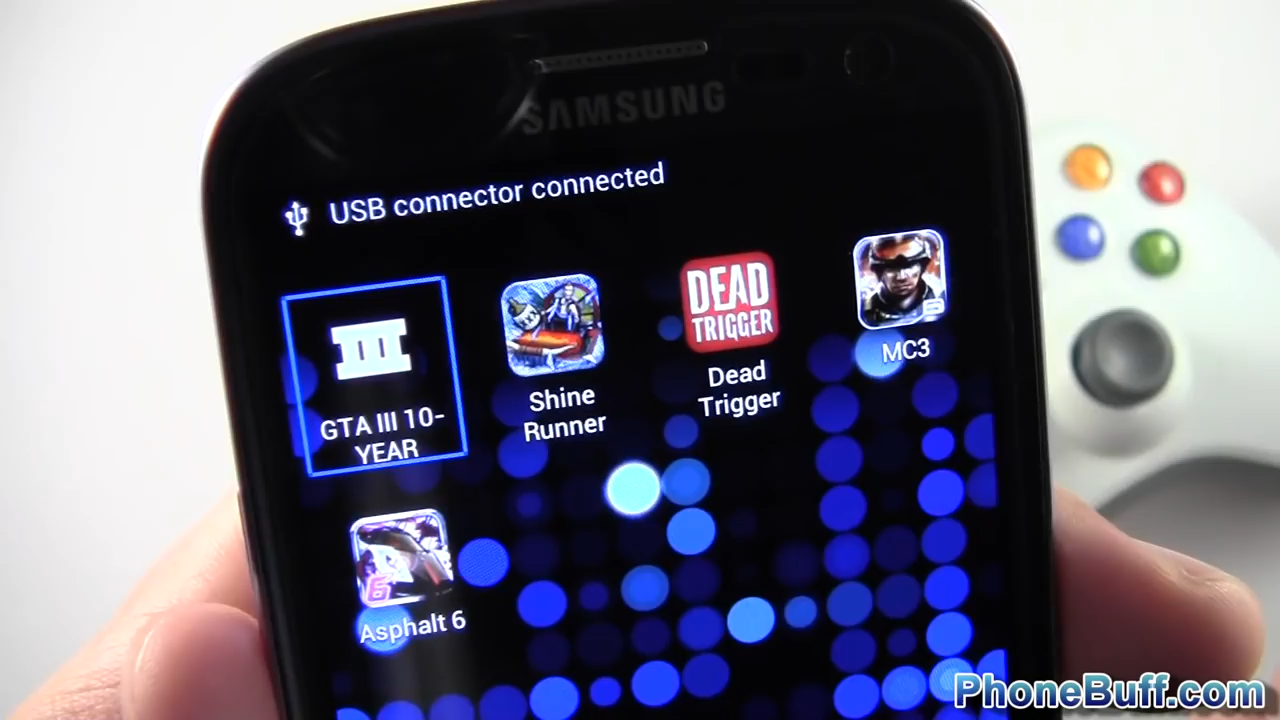 SAMSUNG
USB connector connected
DEAD
TRIGGER
III
GTA III 10-
YEAR
Shine
Runner
Dead
Trigger
MC3
6
Asphalt 6
PhoneBuff.com